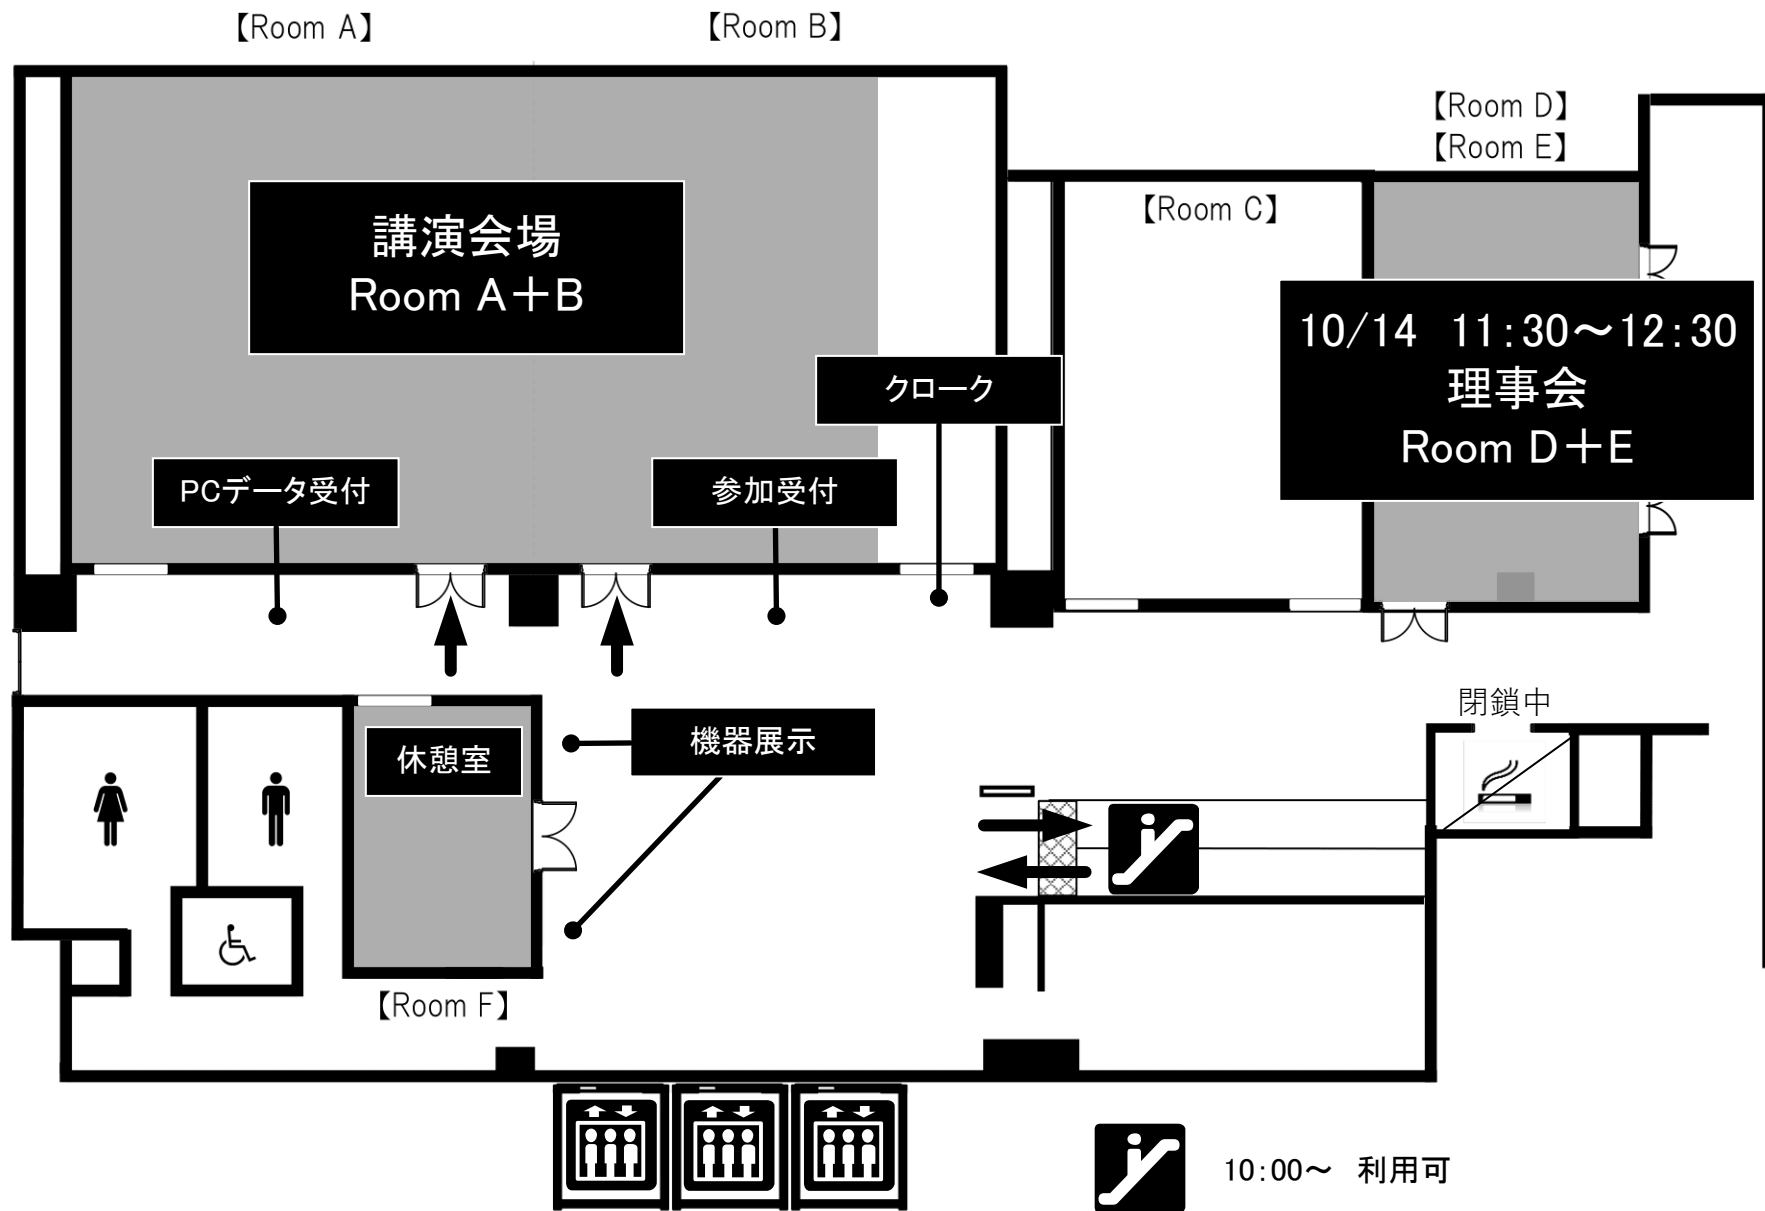 【Room A】
【Room B】
【Room D】
【Room E】
【Room C】
講演会場
Room A＋B
10/14　11:30～12:30
理事会
Room D＋E
クローク
PCデータ受付
参加受付
閉鎖中
機器展示
休憩室
【Room F】
10:00～　利用可